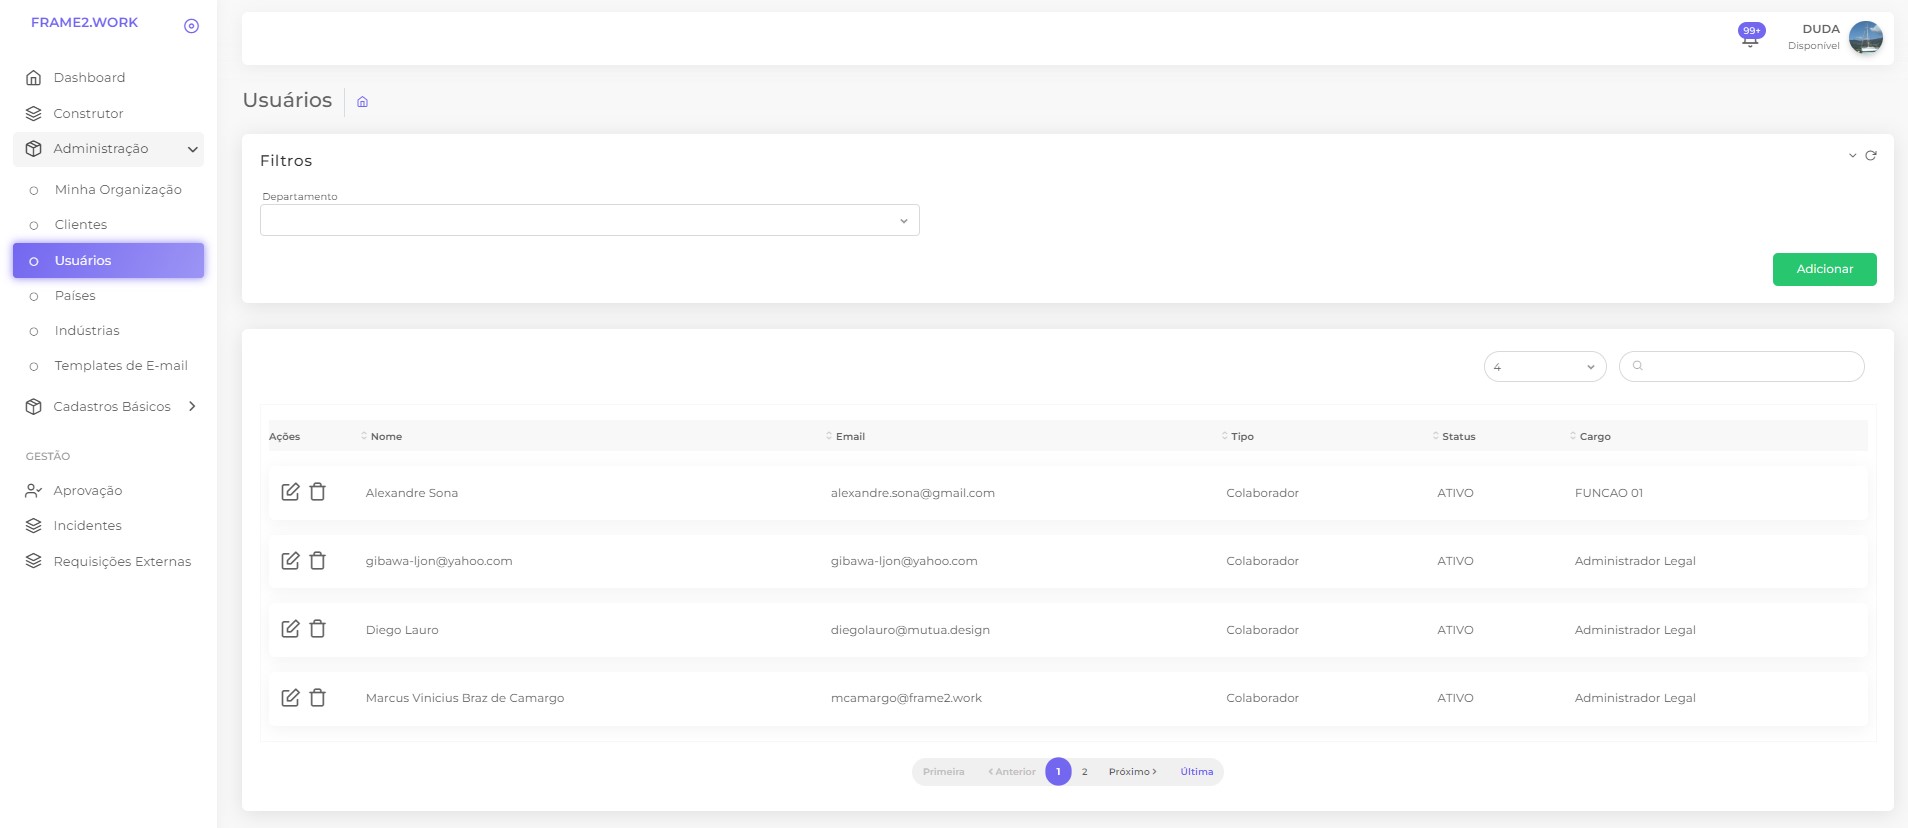 FRAME2.WORK
Dashboard
Construtor
Administração
Minha Organização
Clientes
Usuários
Países
Indústrias
Templates de E-mail
Cadastros Básicos
GESTÃO
Aprovação
Incidentes
Requisições Externas
99+
DUDA
Disponível
Usuários
Filtros
Departamento
Adicionar
4
Ações Nome Email Tipo Status Cargo
Alexandre Sona alexandre.sona@gmail.com Colaborador ATIVO FUNCAO 01
gibawa-ljon@yahoo.com gibawa-ljon@yahoo.com Colaborador ATIVO Administrador Legal
Diego Lauro diegolauro@mutua.design Colaborador ATIVO Administrador Legal
Marcus Vinicius Braz de Camargo mcamargo@frame2.work Colaborador ATIVO Administrador Legal
Primeira Anterior 1 2 Próximo Última